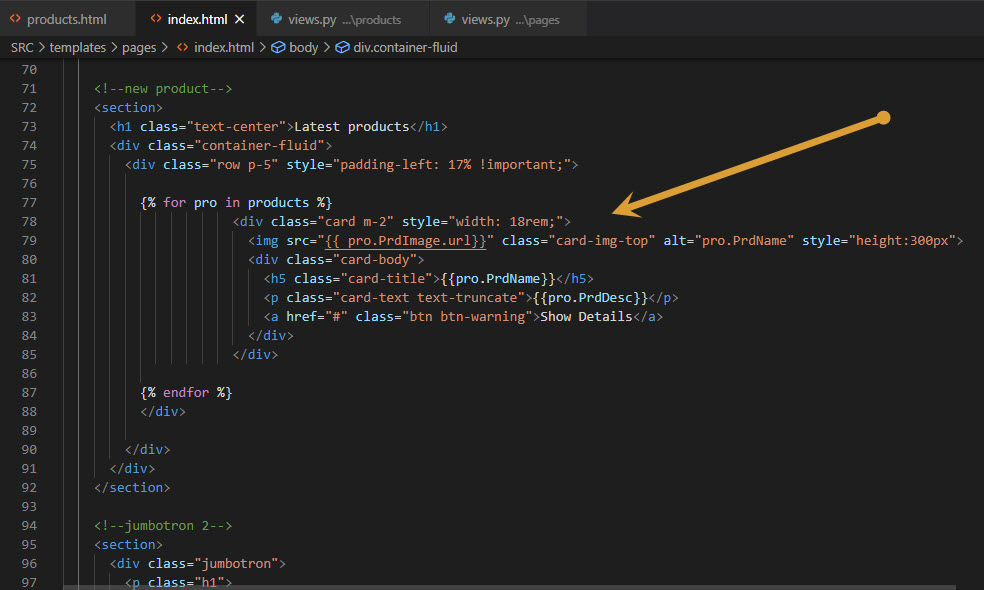 products.html index.html views.py ...\products views.py ...\pages
SRC > templates > pages > index.html > body > div.container-fluid
70
71 <!--new product-->
72 <section>
73 <h1 class="text-center">Latest products</h1>
74 <div class="container-fluid">
75 <div class="row p-5" style="padding-left: 17% !important;">
76
77 {% for pro in products %}
78 <div class="card m-2" style="width: 18rem;">
79 <img src="{{ pro.PrdImage.url}}" class="card-img-top" alt="pro.PrdName" style="height:300px">
80 <div class="card-body">
81 <h5 class="card-title">{{pro.PrdName}}</h5>
82 <p class="card-text text-truncate">{{pro.PrdDesc}}</p>
83 <a href="#" class="btn btn-warning">Show Details</a>
84 </div>
85 </div>
86
87 {% endfor %}
88 </div>
89
90 </div>
91 </div>
92 </section>
93
94 <!--jumbotron 2-->
95 <section>
96 <div class="jumbotron">
97 <p class="h1">